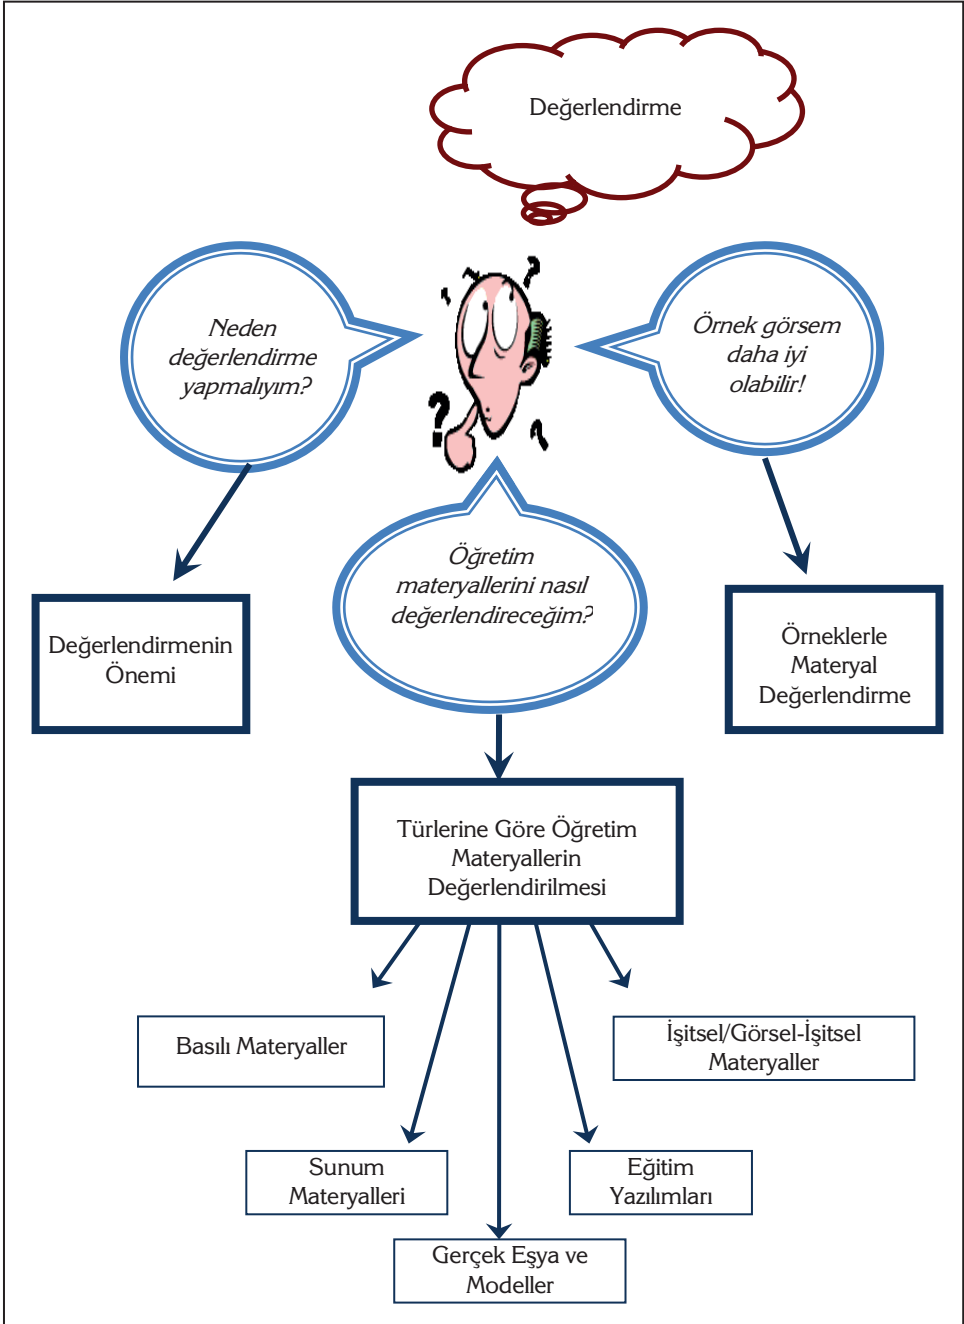 Değerlendirme
Neden
değerlendirme
yapmalıyım?
Örnek görsem
daha iyi
olabilir!
Öğretim
materyallerini nasıl
değerlendireceğim?
Değerlendirmenin
Önemi
Örneklerle
Materyal
Değerlendirme
Türlerine Göre Öğretim
Materyallerin
Değerlendirilmesi
Basılı Materyaller
İşitsel/Görsel-İşitsel
Materyaller
Sunum
Materyalleri
Eğitim
Yazılımları
Gerçek Eşya ve
Modeller